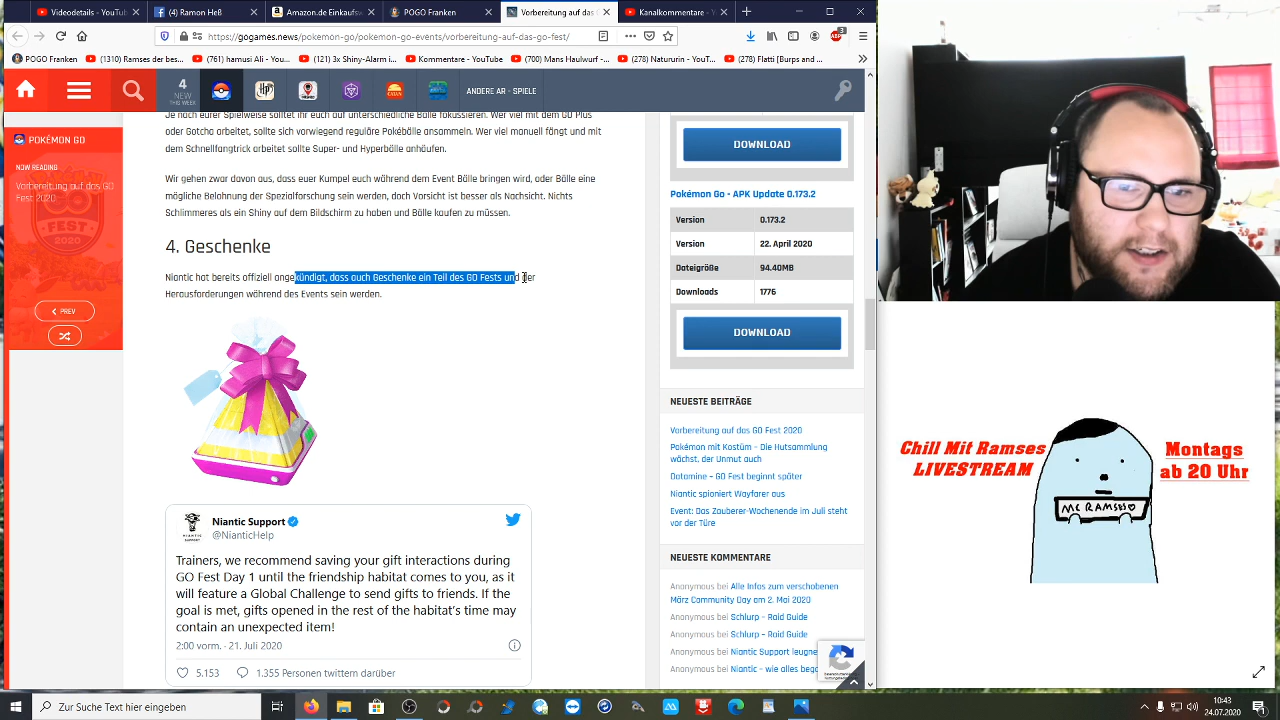 Videodetails - YouTube
(4) Ramon Heß
Amazon.de Einkaufsw
POGO Franken
Vorbereitung auf das G
Kanalkommentare - Y
https://gogames.news/pokemon-go/pokemon-go-events/vorbereitung-auf-das-go-fest/
POGO Franken
(1310) Ramses der bes...
(761) hamusi Ali - You...
(121) 3x Shiny-Alarm i...
Kommentare - YouTube
(700) Mans Haulwurf - ...
(278) Naturun - YouTu...
(278) Flatti [Burps and ...
4
NEW
THIS WEEK
ANDERE AR - SPIELE
POKÉMON GO
NOW READING
Vorbereitung auf das GO
Fest 2020
GO
FEST
2020
PREV
Je nach eurer Spielweise solltet ihr euch auf unterschiedliche Bälle fokussieren. Wer viel mit dem GO Plus
oder Gotcha arbeitet, sollte sich vorwiegend reguläre Pokébälle ansammeln. Wer viel manuell fängt und mit
dem Schnellfangtrick arbeitet sollte Super- und Hyperbälle anhäufen.
Wir gehen zwar davon aus, dass euer Kumpel euch während dem Event Bälle bringen wird, oder Bälle eine
mögliche Belohnung der Spezialforschung sein werden, doch Vorsicht ist besser als Nachsicht. Nichts
Schlimmeres als ein Shiny auf dem Bildschirm zu haben und Bälle kaufen zu müssen.
4. Geschenke
Niantic hat bereits offiziell angekündigt, dass auch Geschenke ein Teil des GO Fests und der
Herausforderungen während des Events sein werden.
NIANTIC
Niantic Support
@NianticHelp
Trainers, we recommend saving your gift interactions during
GO Fest Day 1 until the friendship habitat comes to you, as it
will feature a Global Challenge to send gifts to friends. If the
goal is met, gifts opened in the rest of the habitat's time may
contain an unexpected item!
2:00 vorm. · 21. Juli 2020
5.153
1.355 Personen twittern darüber
DOWNLOAD
Pokémon Go - APK Update 0.173.2
Version 0.173.2
Version 22. April 2020
Dateigröße 94.40MB
Downloads 1776
DOWNLOAD
NEUESTE BEITRÄGE
Vorbereitung auf das GO Fest 2020
Pokémon mit Kostüm – Die Hutsammlung
wächst, der Unmut auch
Datamine – GO Fest beginnt später
Niantic spioniert Wayfarer aus
Event: Das Zauberer-Wochenende im Juli steht
vor der Türe
NEUESTE KOMMENTARE
Anonymous bei Alle Infos zum verschobenen
März Community Day am 2. Mai 2020
Anonymous bei Schlurp – Raid Guide
Anonymous bei Schlurp – Raid Guide
Anonymous bei Niantic Support leugne
Anonymous bei Niantic – wie alles bega
Chill Mit Ramses
LIVESTREAM
Montags
ab 20 Uhr
MC RAMSES
Zur Suche Text hier eingeben
10:43
24.07.2020